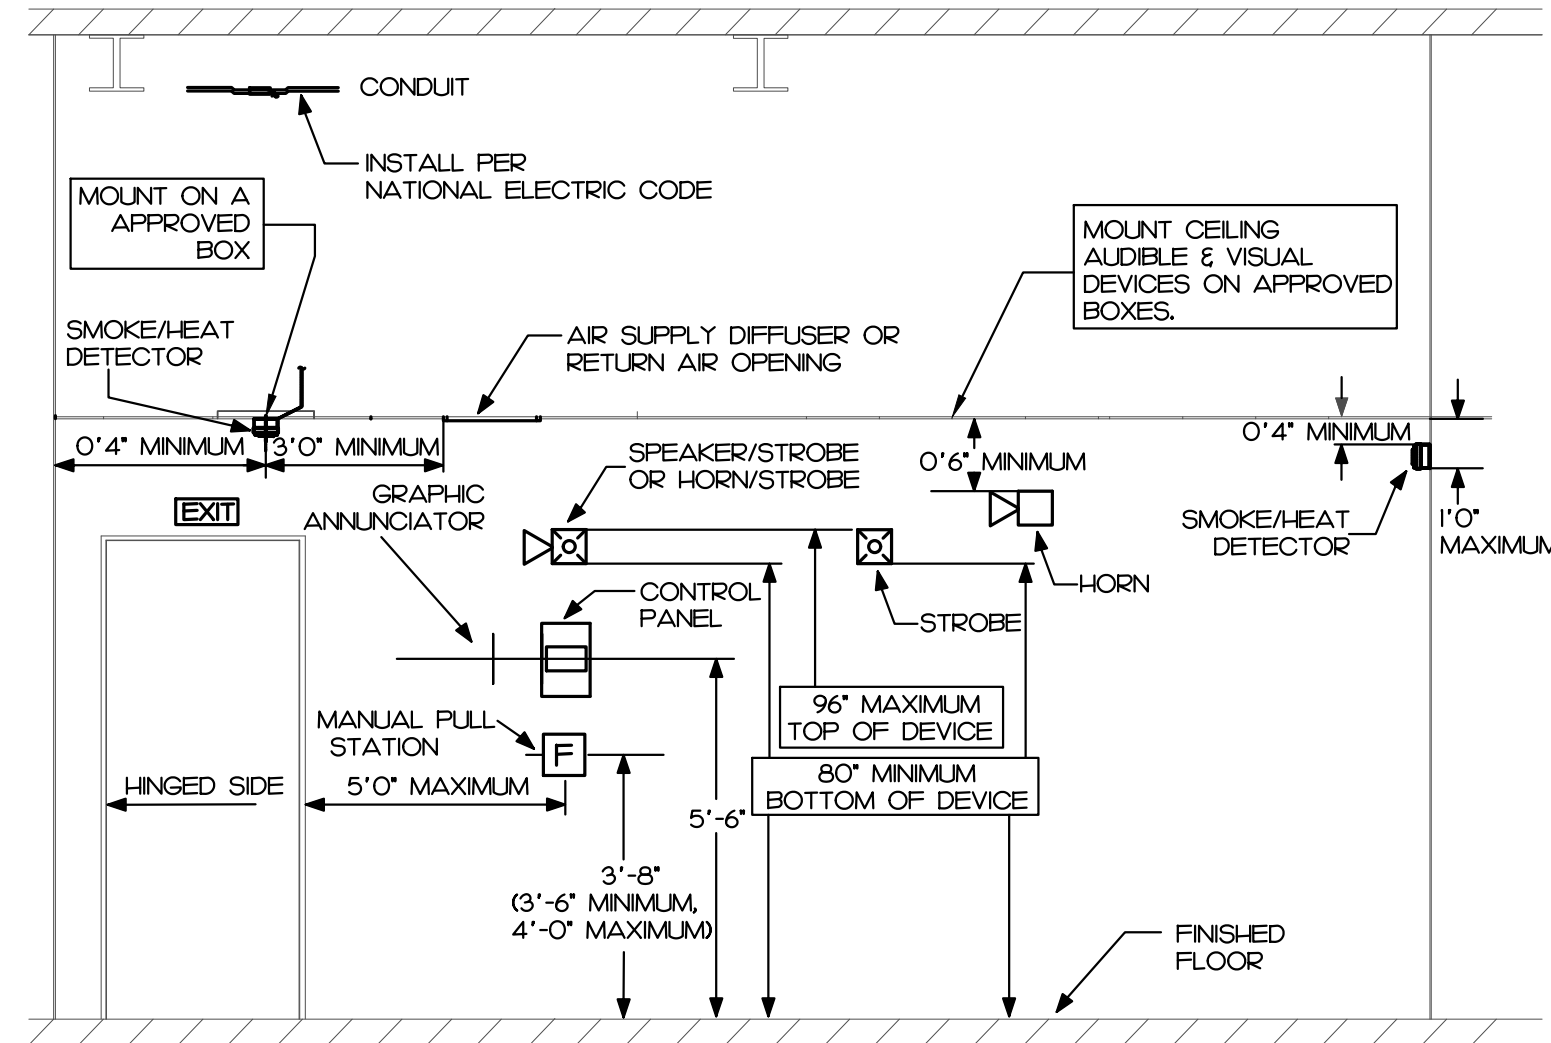 CONDUIT
INSTALL PER
NATIONAL ELECTRIC CODE
MOUNT ON A
APPROVED
BOX
MOUNT CEILING
AUDIBLE & VISUAL
DEVICES ON APPROVED
BOXES.
SMOKE/HEAT
DETECTOR
AIR SUPPLY DIFFUSER OR
RETURN AIR OPENING
0'4" MINIMUM
3'0" MINIMUM
SPEAKER/STROBE
OR HORN/STROBE
0'6" MINIMUM
0'4" MINIMUM
GRAPHIC
ANNUNCIATOR
EXIT
SMOKE/HEAT
DETECTOR
1'0"
MAXIMUM
CONTROL
PANEL
HORN
STROBE
96" MAXIMUM
TOP OF DEVICE
MANUAL PULL
STATION
F
HINGED SIDE
5'0" MAXIMUM
80" MINIMUM
BOTTOM OF DEVICE
5'-6"
3'-8"
(3'-6" MINIMUM,
4'-0" MAXIMUM)
FINISHED
FLOOR